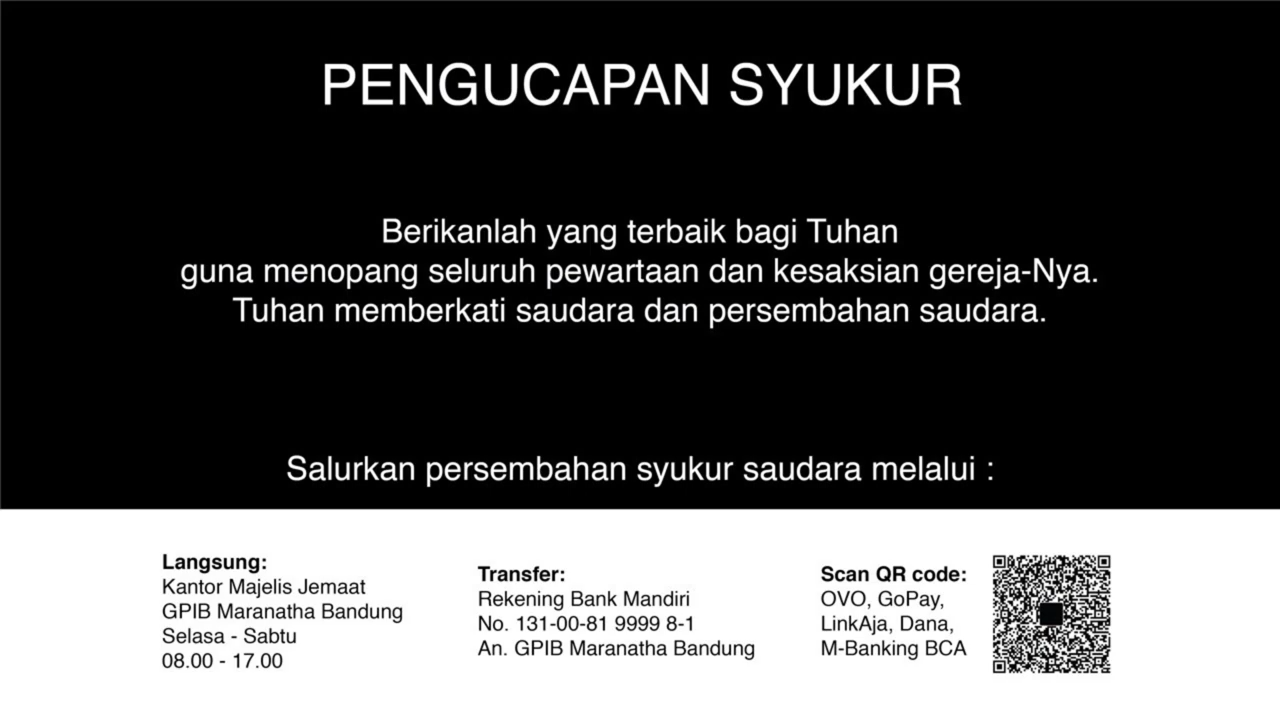 PENGUCAPAN SYUKUR
Berikanlah yang terbaik bagi Tuhan
guna menopang seluruh pewartaan dan kesaksian gereja-Nya.
Tuhan memberkati saudara dan persembahan saudara.
Salurkan persembahan syukur saudara melalui :
Langsung:
Kantor Majelis Jemaat
GPIB Maranatha Bandung
Selasa - Sabtu
08.00 - 17.00
Transfer:
Rekening Bank Mandiri
No. 131-00-81 9999 8-1
An. GPIB Maranatha Bandung
Scan QR code:
OVO, GoPay,
LinkAja, Dana,
M-Banking BCA